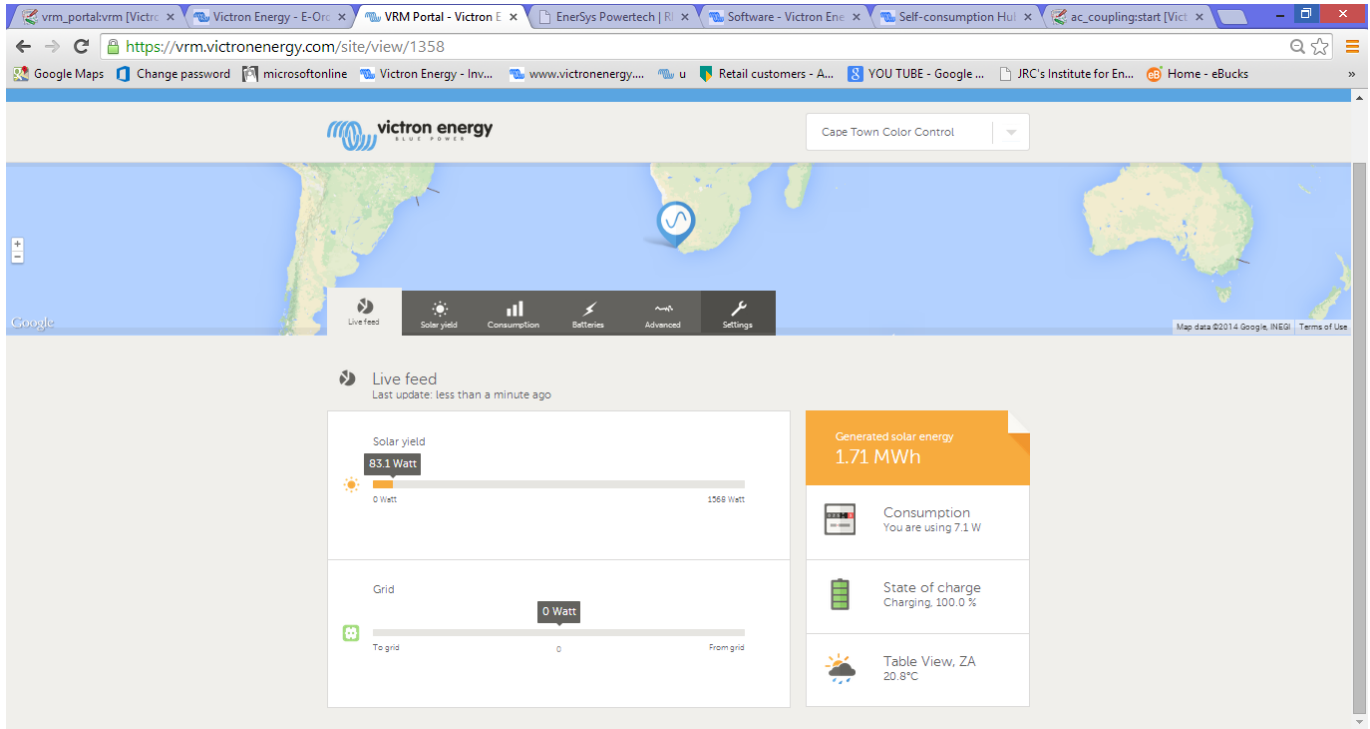 vrm_portal:vrm [Victro
Victron Energy - E-Orc
VRM Portal - Victron E
EnerSys Powertech | Rl
Software - Victron Ene
Self-consumption Hul
ac_coupling:start [Vict
https://vrm.victronenergy.com/site/view/1358
Google Maps
Change password
microsoftonline
Victron Energy - Inv...
www.victronenergy....
u
Retail customers - A...
YOU TUBE - Google ...
JRC's Institute for En...
Home - eBucks
»
victron energy
BLUE POWER
Cape Town Color Control
+
-
Google
Map data ©2014 Google, INEGI
Terms of Use
Live feed
Solar yield
Consumption
Batteries
Advanced
Settings
Live feed
Last update: less than a minute ago
Solar yield
83.1 Watt
0 Watt
1568 Watt
Grid
0 Watt
To grid
0
From grid
Generated solar energy
1.71 MWh
Consumption
You are using 7.1 W
State of charge
Charging, 100.0 %
Table View, ZA
20.8°C